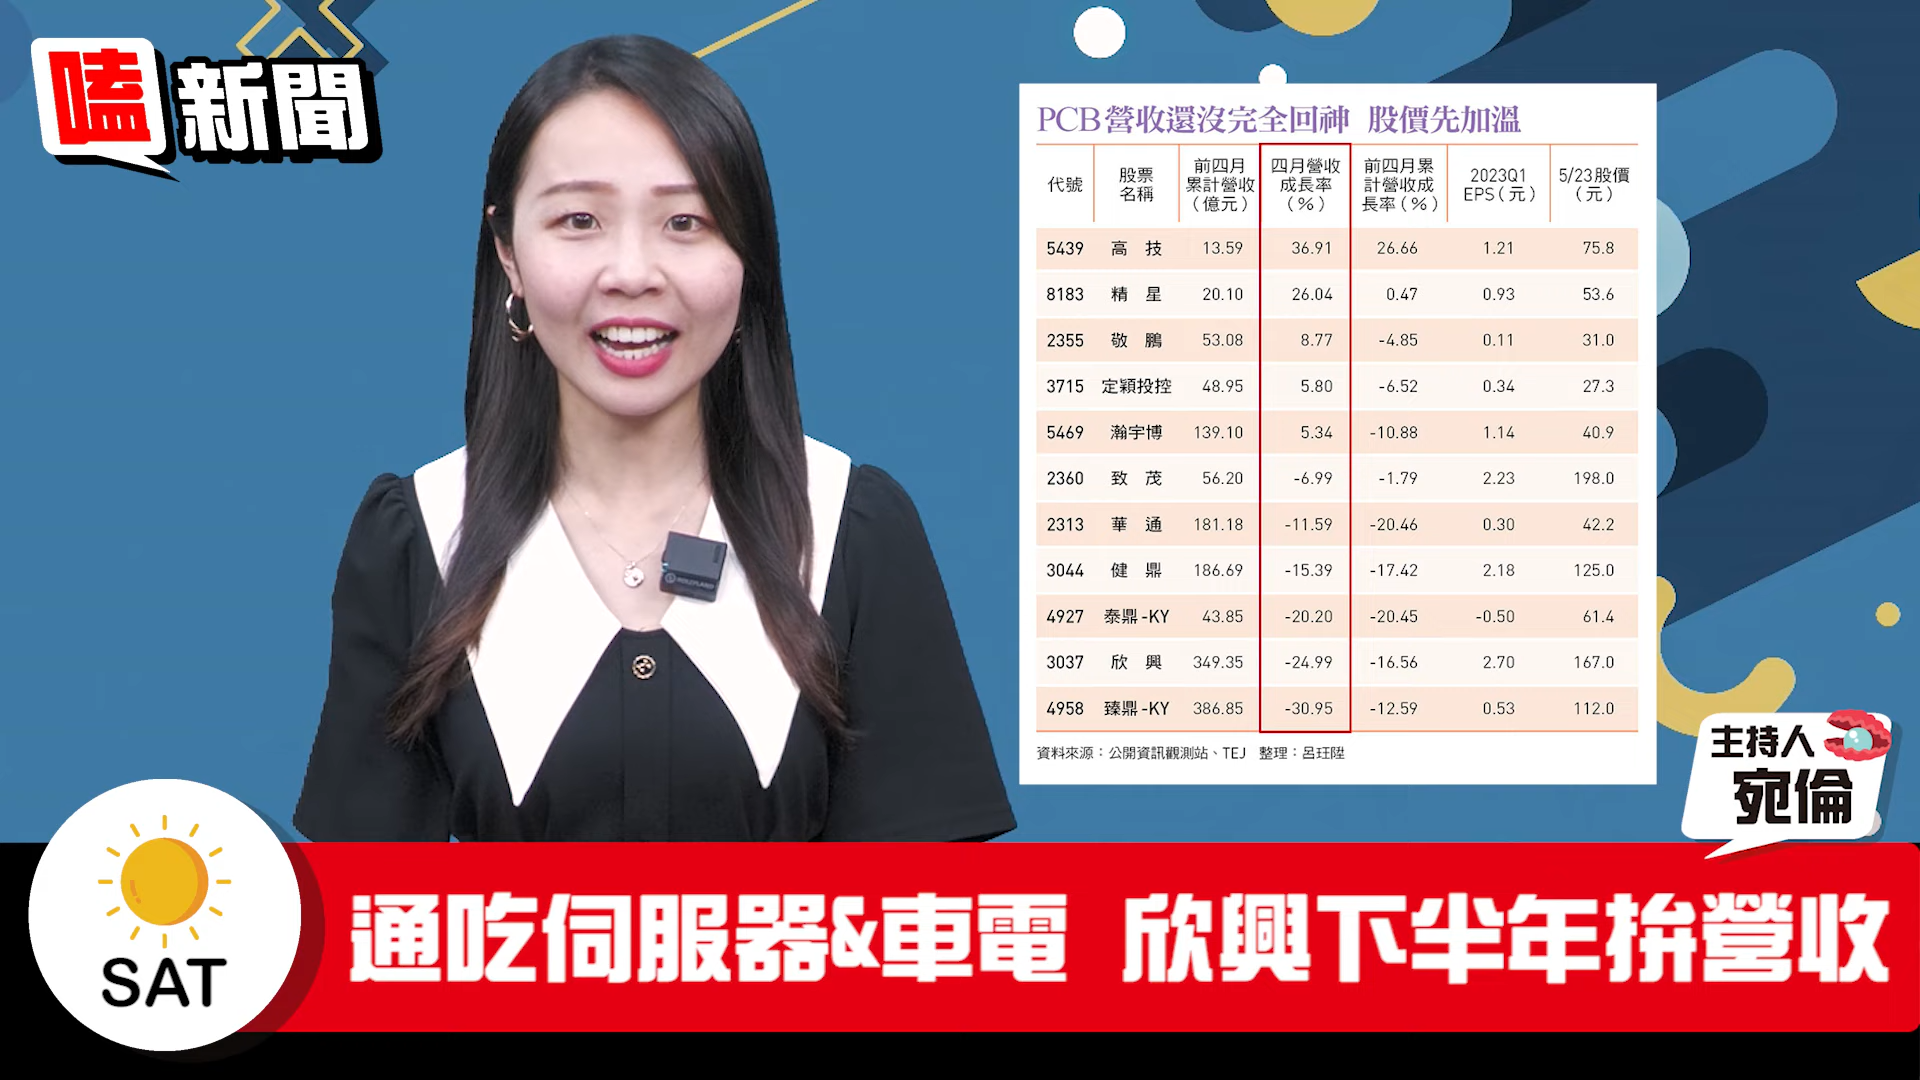 嗑新聞
PCB營收還沒完全回神 股價先加溫
代號 股票名稱 前四月累計營收（億元） 四月營收成長率（%） 前四月累計營收成長率（%） 2023Q1 EPS（元） 5/23股價（元）
5439 高技 13.59 36.91 26.66 1.21 75.8
8183 精星 20.10 26.04 0.47 0.93 53.6
2355 敬鵬 53.08 8.77 -4.85 0.11 31.0
3715 定穎投控 48.95 5.80 -6.52 0.34 27.3
5469 瀚宇博 139.10 5.34 -10.88 1.14 40.9
2360 致茂 56.20 -6.99 -1.79 2.23 198.0
2313 華通 181.18 -11.59 -20.46 0.30 42.2
3044 健鼎 186.69 -15.39 -17.42 2.18 125.0
4927 泰鼎-KY 43.85 -20.20 -20.45 -0.50 61.4
3037 欣興 349.35 -24.99 -16.56 2.70 167.0
4958 臻鼎-KY 386.85 -30.95 -12.59 0.53 112.0
資料來源：公開資訊觀測站、TEJ 整理：呂玨陞
主持人
宛倫
SAT
通吃伺服器&車電 欣興下半年拚營收